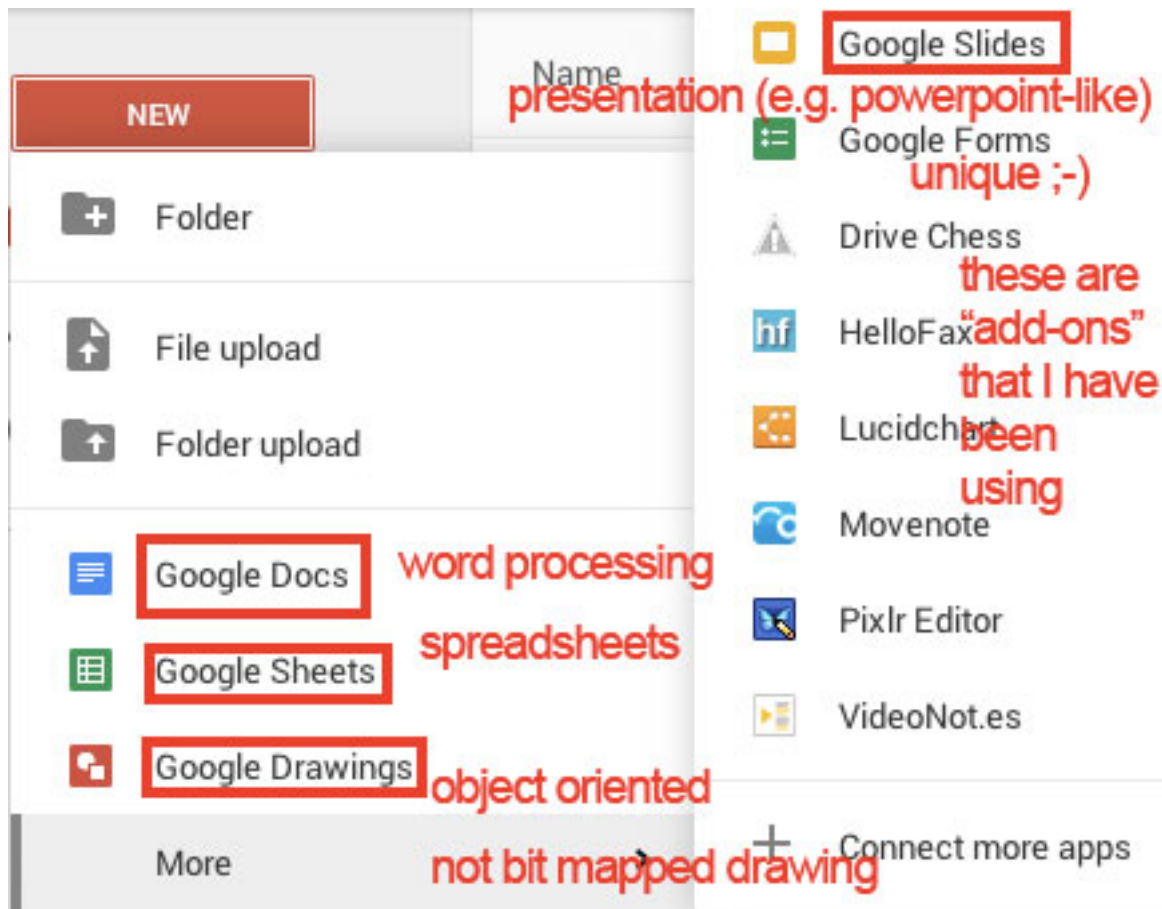 NEW
Name
Folder
File upload
Folder upload
Google Docs
word processing
Google Sheets
spreadsheets
Google Drawings
object oriented
not bit mapped drawing
More
Google Slides
presentation (e.g. powerpoint-like)
Google Forms
unique ;-)
Drive Chess
these are
HelloFax
“add-ons”
that I have
Lucidchart
been
using
Movenote
Pixlr Editor
VideoNot.es
Connect more apps
hf